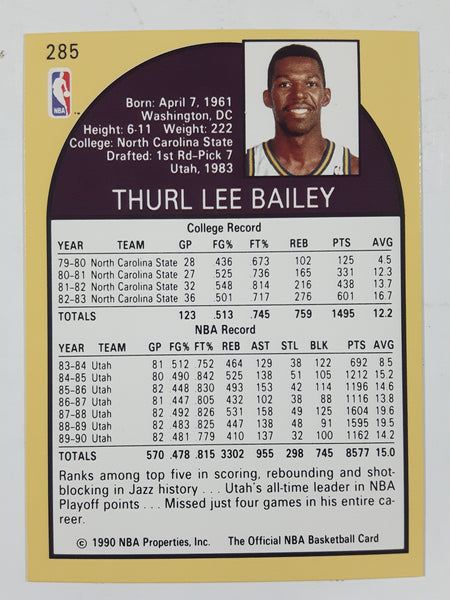 285
NBA
Born: April 7, 1961
Washington, DC
Height: 6-11 Weight: 222
College: North Carolina State
Drafted: 1st Rd-Pick 7
Utah, 1983
THURL LEE BAILEY
College Record
YEAR TEAM GP FG% FT% REB PTS AVG
79-80 North Carolina State 28 .436 .673 102 125 4.5
80-81 North Carolina State 27 .525 .736 165 331 12.3
81-82 North Carolina State 32 .548 .814 216 438 13.7
82-83 North Carolina State 36 .501 .717 276 601 16.7
TOTALS 123 .513 .745 759 1495 12.2
NBA Record
YEAR TEAM GP FG% FT% REB AST STL BLK PTS AVG
83-84 Utah 81 .512 .752 464 129 38 122 692 8.5
84-85 Utah 80 .490 .842 525 138 51 105 1212 15.2
85-86 Utah 82 .448 .830 493 153 42 114 1196 14.6
86-87 Utah 81 .447 .805 432 102 38 88 1116 13.8
87-88 Utah 82 .492 .826 531 158 49 125 1604 19.6
88-89 Utah 82 .483 .825 447 138 48 91 1595 19.5
89-90 Utah 82 .481 .779 410 137 32 100 1162 14.2
TOTALS 570 .478 .815 3302 955 298 745 8577 15.0
Ranks among top five in scoring, rebounding and shot-
blocking in Jazz history . . . Utah's all-time leader in NBA
Playoff points . . . Missed just four games in his entire ca-
reer.
© 1990 NBA Properties, Inc. The Official NBA Basketball Card